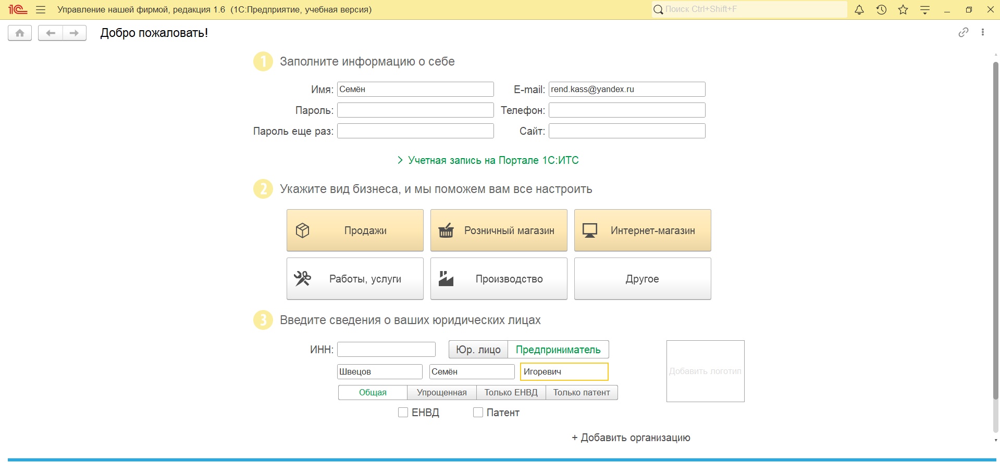 1С Управление нашей фирмой, редакция 1.6 (1С:Предприятие, учебная версия) Поиск Ctrl+Shift+F
Добро пожаловать!
1 Заполните информацию о себе
Имя: Семён E-mail: rend.kass@yandex.ru
Пароль: Телефон:
Пароль еще раз: Сайт:
Учетная запись на Портале 1С:ИТС
2 Укажите вид бизнеса, и мы поможем вам все настроить
Продажи Розничный магазин Интернет-магазин
Работы, услуги Производство Другое
3 Введите сведения о ваших юридических лицах
ИНН: Юр. лицо Предприниматель
Швецов Семён Игоревич Добавить логотип
Общая Упрощенная Только ЕНВД Только патент
ЕНВД Патент
+ Добавить организацию